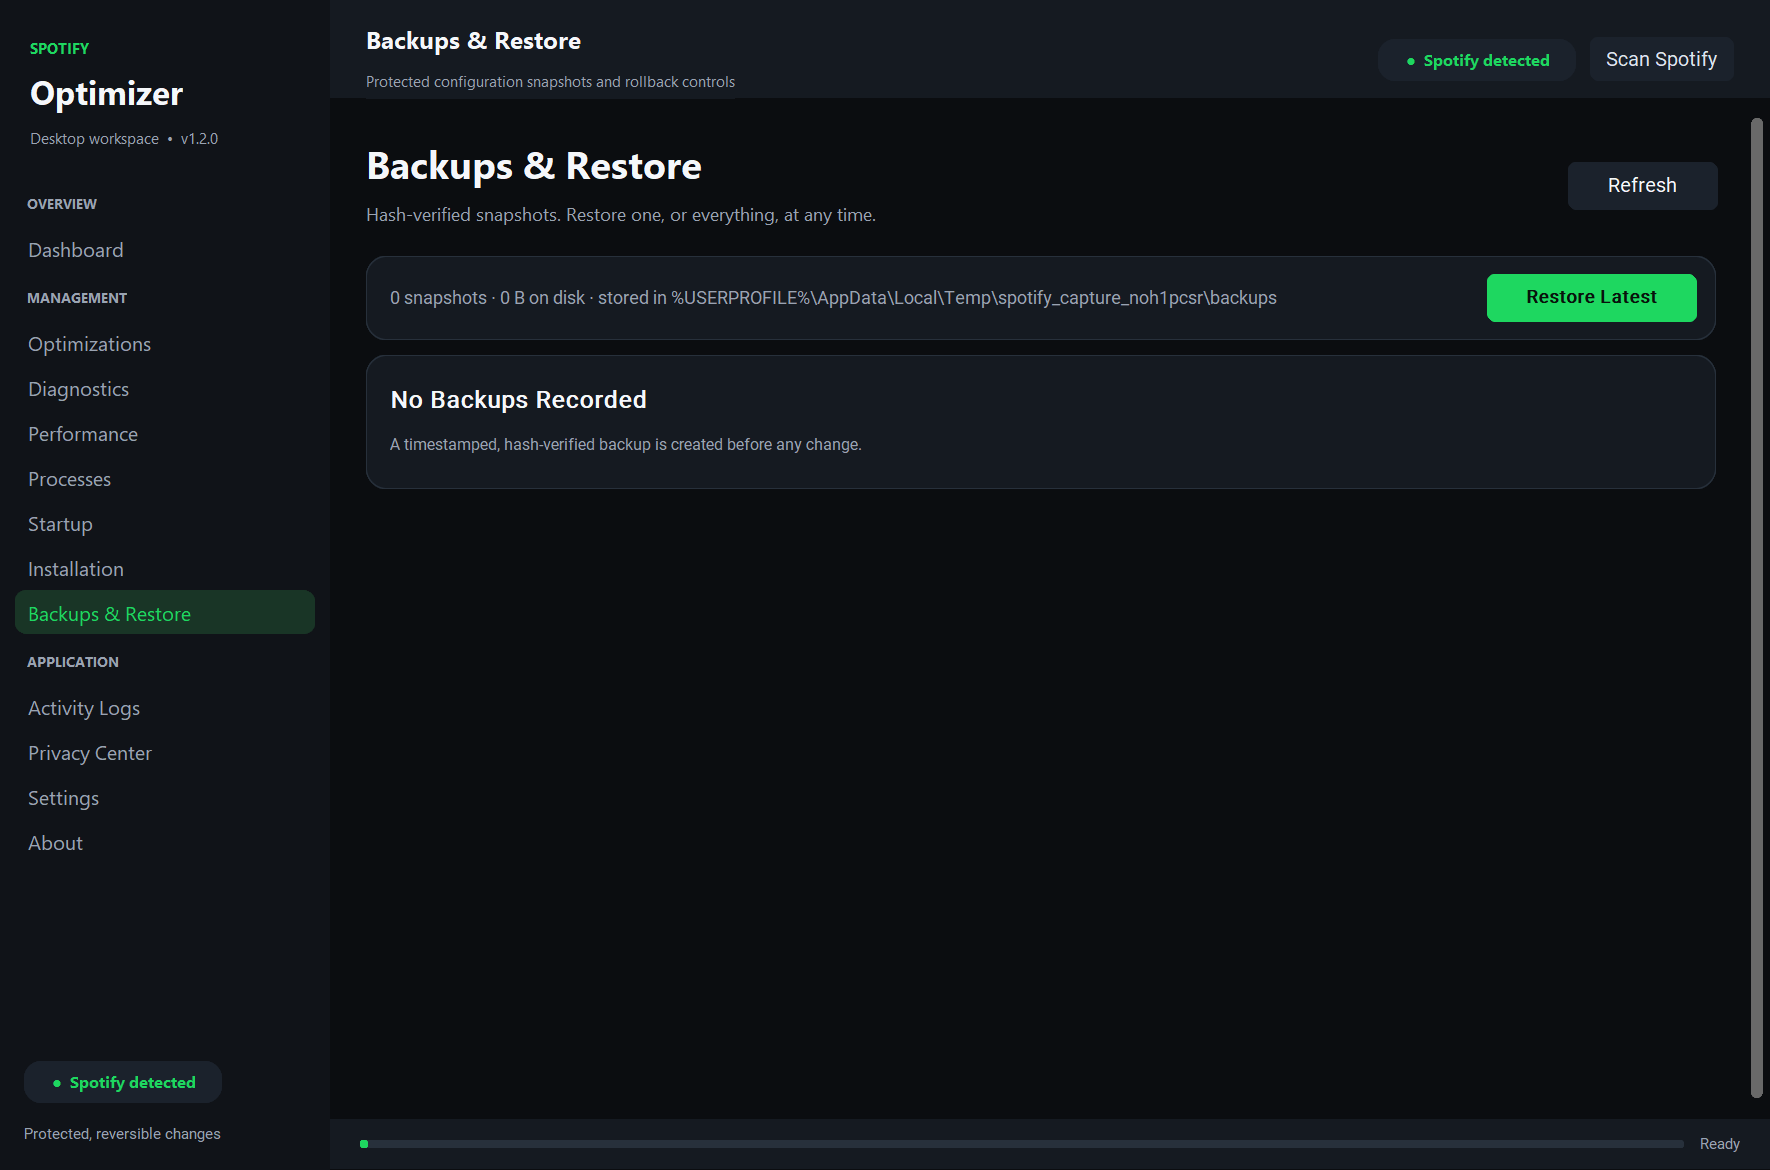 SPOTIFY
Optimizer
Desktop workspace • v1.2.0
OVERVIEW
Dashboard
MANAGEMENT
Optimizations
Diagnostics
Performance
Processes
Startup
Installation
Backups & Restore
APPLICATION
Activity Logs
Privacy Center
Settings
About
● Spotify detected
Protected, reversible changes
Backups & Restore
Protected configuration snapshots and rollback controls
● Spotify detected
Scan Spotify
Backups & Restore
Hash-verified snapshots. Restore one, or everything, at any time.
Refresh
0 snapshots · 0 B on disk · stored in %USERPROFILE%\AppData\Local\Temp\spotify_capture_noh1pcsr\backups
Restore Latest
No Backups Recorded
A timestamped, hash-verified backup is created before any change.
Ready